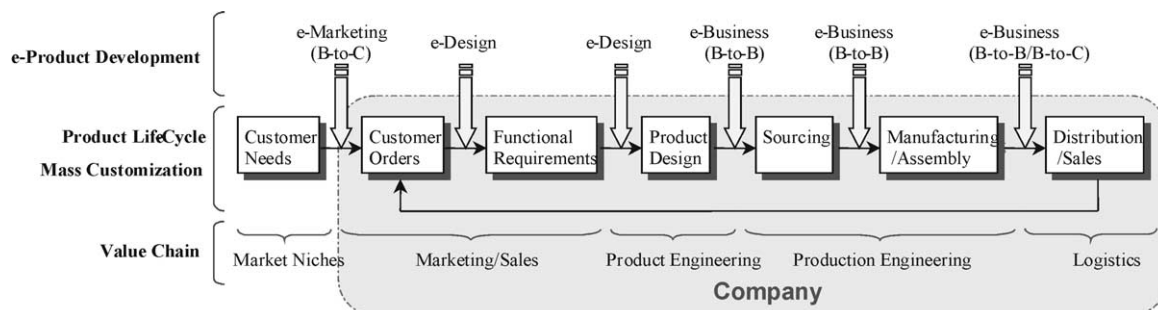 e-Product Development
e-Marketing
(B-to-C)
e-Design
e-Design
e-Business
(B-to-B)
e-Business
(B-to-B)
e-Business
(B-to-B/B-to-C)
Product LifeCycle
Mass Customization
Customer
Needs
Customer
Orders
Functional
Requirements
Product
Design
Sourcing
Manufacturing
/Assembly
Distribution
/Sales
Value Chain
Market Niches
Marketing/Sales
Product Engineering
Production Engineering
Logistics
Company